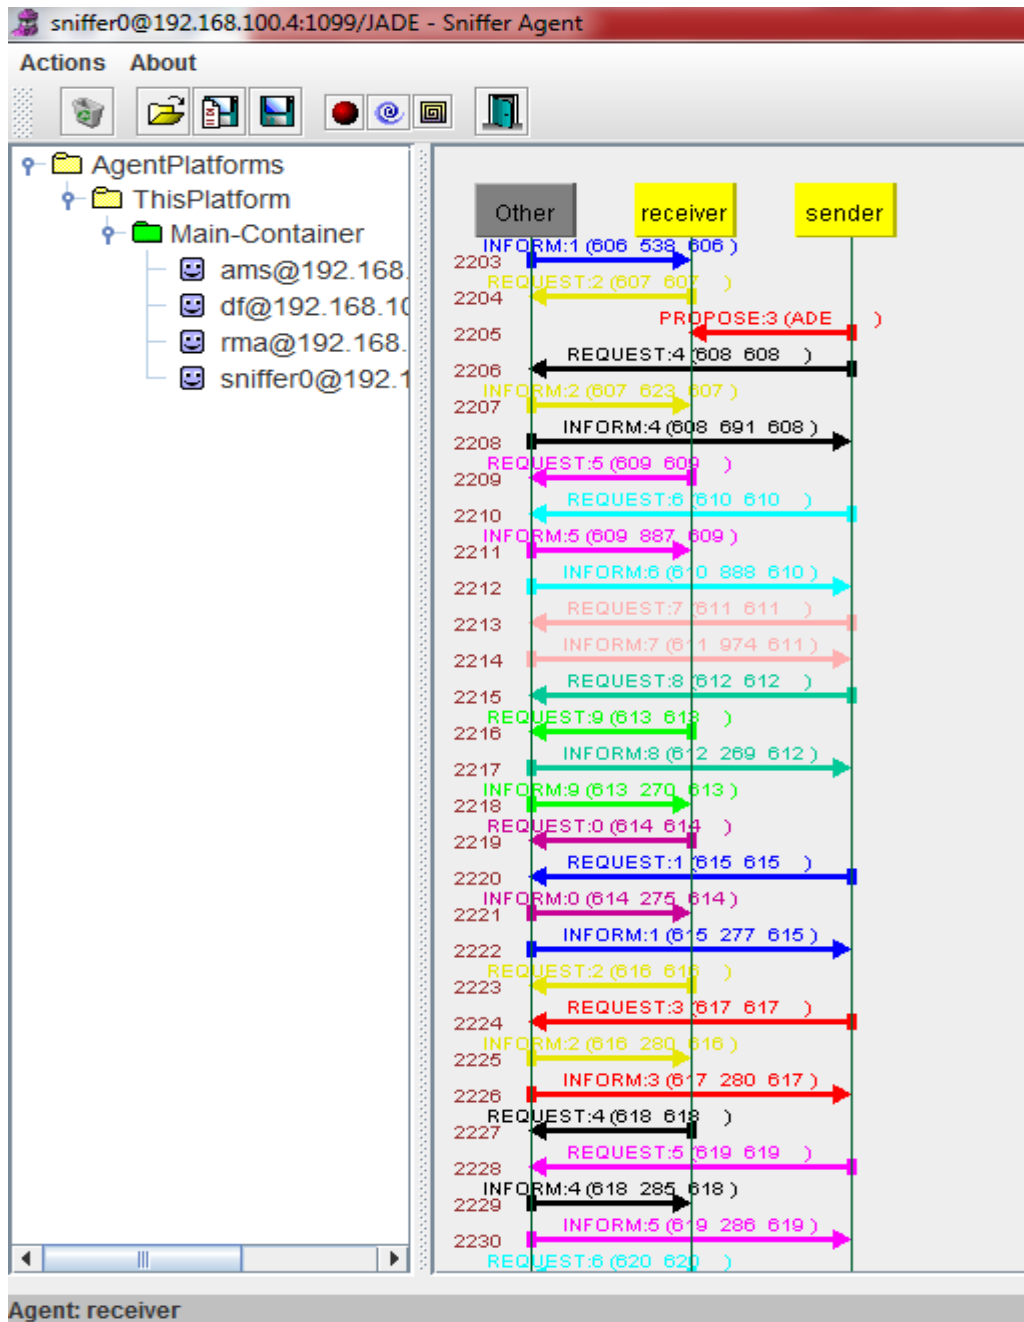 sniffer0@192.168.100.4:1099/JADE - Sniffer Agent
Actions About
AgentPlatforms
ThisPlatform
Main-Container
ams@192.168.
df@192.168.10
rma@192.168.
sniffer0@192.1
Other receiver sender
INFORM:1 (606 538 606 )
2203
REQUEST:2 (607 607 )
2204
PROPOSE:3 (ADE )
2205
REQUEST:4 (608 608 )
2206
INFORM:2 (607 623 607 )
2207
INFORM:4 (608 691 608 )
2208
REQUEST:5 (609 609 )
2209
REQUEST:6 (610 610 )
2210
INFORM:5 (609 887 609 )
2211
INFORM:6 (610 888 610 )
2212
REQUEST:7 (611 611 )
2213
INFORM:7 (611 974 611 )
2214
REQUEST:8 (612 612 )
2215
REQUEST:9 (613 613 )
2216
INFORM:8 (612 269 612 )
2217
INFORM:9 (613 270 613 )
2218
REQUEST:0 (614 614 )
2219
REQUEST:1 (615 615 )
2220
INFORM:0 (614 275 614 )
2221
INFORM:1 (615 277 615 )
2222
REQUEST:2 (616 616 )
2223
REQUEST:3 (617 617 )
2224
INFORM:2 (616 280 616 )
2225
INFORM:3 (617 280 617 )
2226
REQUEST:4 (618 618 )
2227
REQUEST:5 (619 619 )
2228
INFORM:4 (618 285 618 )
2229
INFORM:5 (619 286 619 )
2230
REQUEST:6 (620 620 )
Agent: receiver